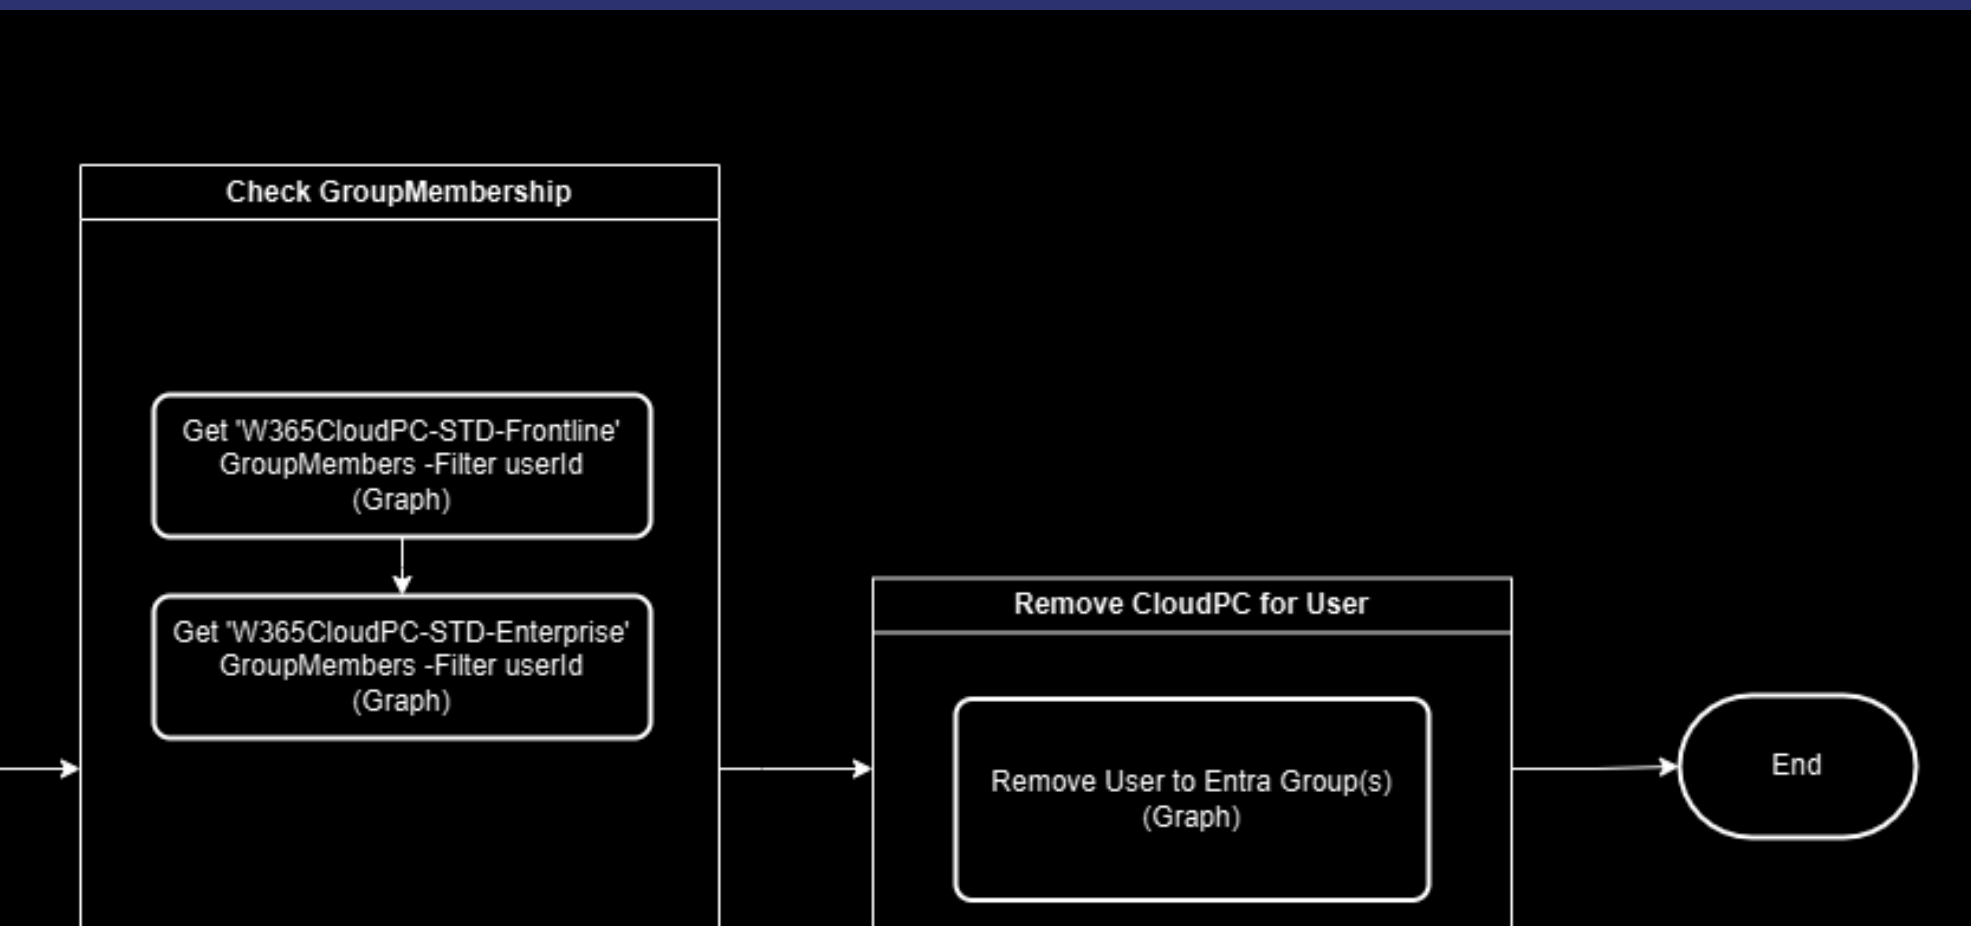 Check GroupMembership
Get 'W365CloudPC-STD-Frontline'
GroupMembers -Filter userId
(Graph)
Get 'W365CloudPC-STD-Enterprise'
GroupMembers -Filter userId
(Graph)
Remove CloudPC for User
Remove User to Entra Group(s)
(Graph)
End